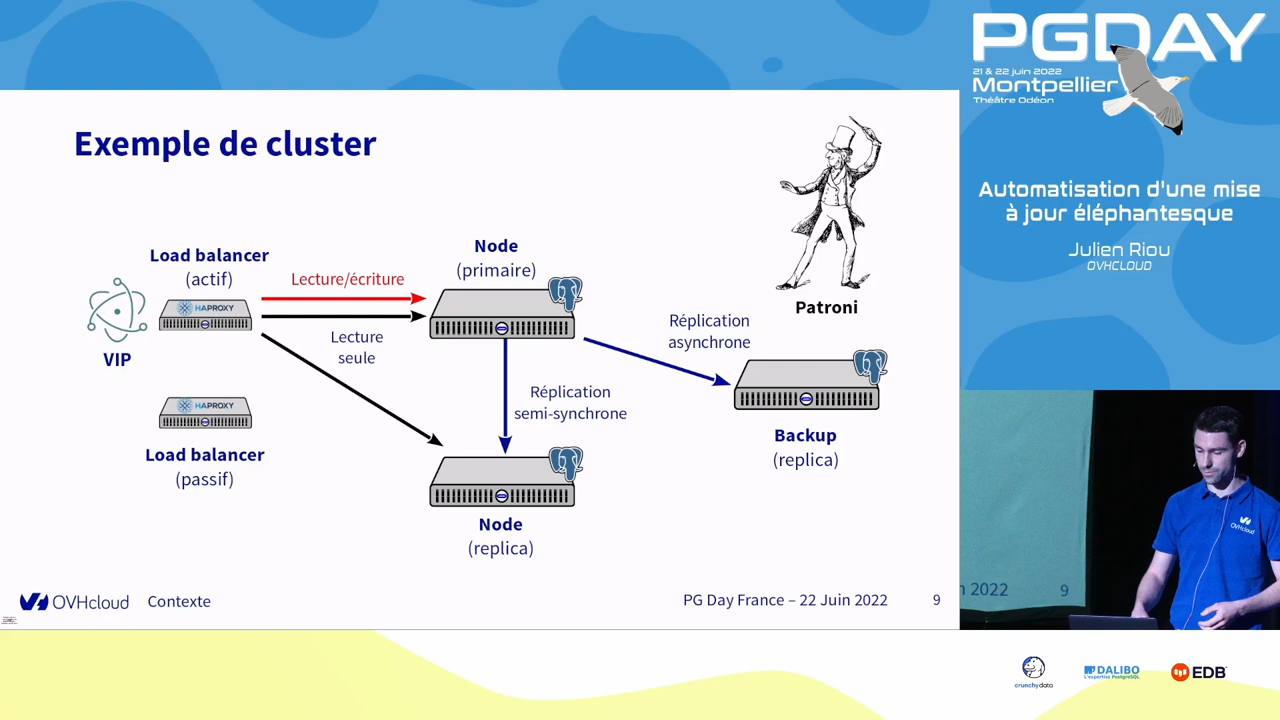 Exemple de cluster
Load balancer
(actif)
HAPROXY
VIP
HAPROXY
Load balancer
(passif)
Lecture/écriture
Lecture
seule
Node
(primaire)
Réplication
semi-synchrone
Node
(replica)
Réplication
asynchrone
Patroni
Backup
(replica)
OVHcloud
Contexte
PG Day France – 22 Juin 2022
9
PGDAY
21 & 22 juin 2022
Montpellier
Théâtre Odéon
Automatisation d'une mise
à jour éléphantesque
Julien Riou
OVHCLOUD
OVHcloud
n 2022
9
crunchydata
DALIBO
L'expertise PostgreSQL
EDB